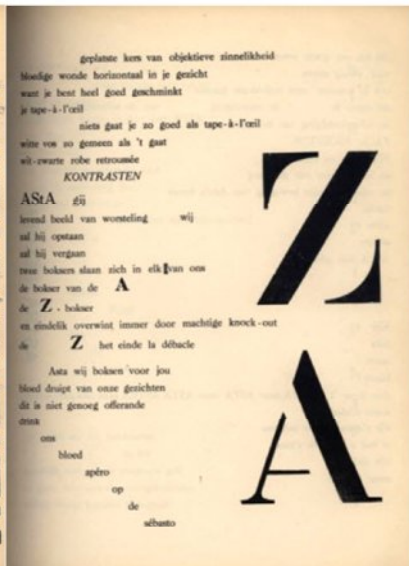 geplatste kers van objektieve zinnelikheid
bloedige wonde horizontaal in je gezicht
want je bent heel goed geschminkt
je tape-à-l'œil
niets gaat je zo goed als tape-à-l'œil
witte vos zo gemeen als 't gaat
wit-zwarte robe retroussée
KONTRASTEN
AStA gij
levend beeld van worsteling wij
zal hij opstaan
zal hij vergaan
twee boksers slaan zich in elk van ons
de bokser van de A
de Z - bokser
en eindelik overwint immer door machtige knock-out
de Z het einde la débacle
Asta wij boksen voor jou
bloed druipt van onze gezichten
dit is niet genoeg offerande
drink
ons
bloed
apéro
op
de
sébasto
Z
A